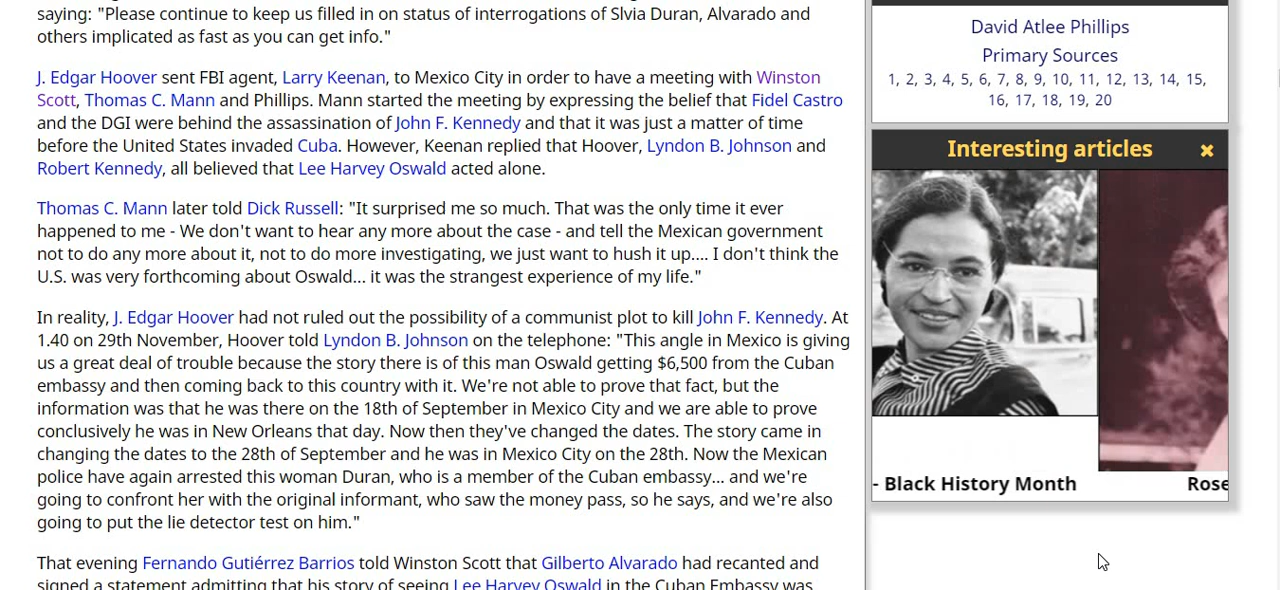 saying: "Please continue to keep us filled in on status of interrogations of Slvia Duran, Alvarado and
others implicated as fast as you can get info."
J. Edgar Hoover sent FBI agent, Larry Keenan, to Mexico City in order to have a meeting with Winston
Scott, Thomas C. Mann and Phillips. Mann started the meeting by expressing the belief that Fidel Castro
and the DGI were behind the assassination of John F. Kennedy and that it was just a matter of time
before the United States invaded Cuba. However, Keenan replied that Hoover, Lyndon B. Johnson and
Robert Kennedy, all believed that Lee Harvey Oswald acted alone.
Thomas C. Mann later told Dick Russell: "It surprised me so much. That was the only time it ever
happened to me - We don't want to hear any more about the case - and tell the Mexican government
not to do any more about it, not to do more investigating, we just want to hush it up.... I don't think the
U.S. was very forthcoming about Oswald... it was the strangest experience of my life."
In reality, J. Edgar Hoover had not ruled out the possibility of a communist plot to kill John F. Kennedy. At
1.40 on 29th November, Hoover told Lyndon B. Johnson on the telephone: "This angle in Mexico is giving
us a great deal of trouble because the story there is of this man Oswald getting $6,500 from the Cuban
embassy and then coming back to this country with it. We're not able to prove that fact, but the
information was that he was there on the 18th of September in Mexico City and we are able to prove
conclusively he was in New Orleans that day. Now then they've changed the dates. The story came in
changing the dates to the 28th of September and he was in Mexico City on the 28th. Now the Mexican
police have again arrested this woman Duran, who is a member of the Cuban embassy... and we're
going to confront her with the original informant, who saw the money pass, so he says, and we're also
going to put the lie detector test on him."
That evening Fernando Gutiérrez Barrios told Winston Scott that Gilberto Alvarado had recanted and
signed a statement admitting that his story of seeing Lee Harvey Oswald in the Cuban Embassy was
David Atlee Phillips
Primary Sources
1, 2, 3, 4, 5, 6, 7, 8, 9, 10, 11, 12, 13, 14, 15,
16, 17, 18, 19, 20
Interesting articles
- Black History Month
Rose